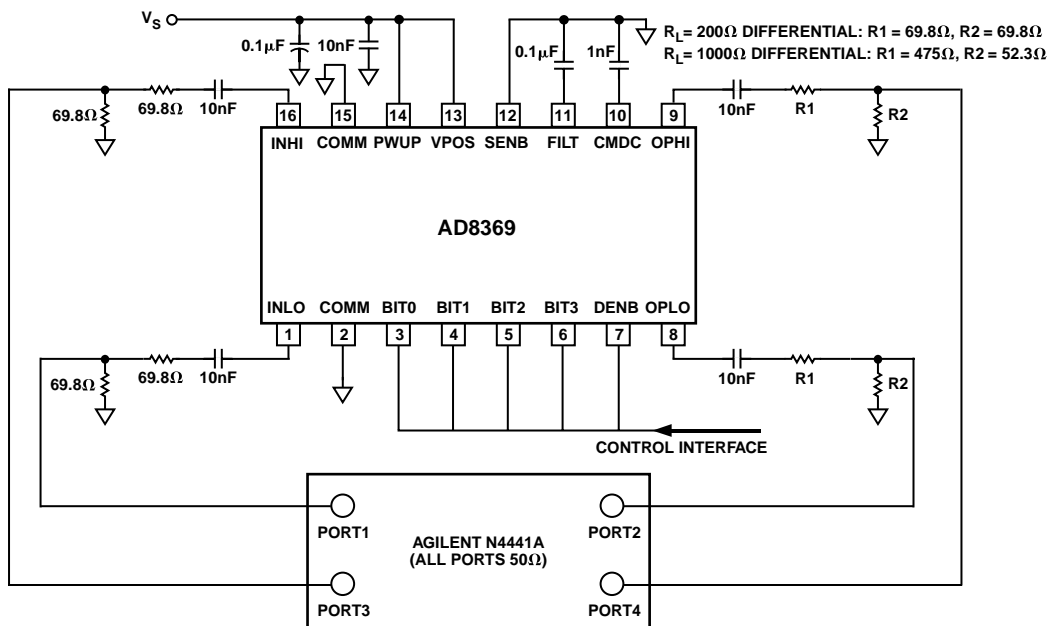 V_S
0.1μF
10nF
0.1μF
1nF
R_L= 200Ω DIFFERENTIAL: R1 = 69.8Ω, R2 = 69.8Ω
R_L= 1000Ω DIFFERENTIAL: R1 = 475Ω, R2 = 52.3Ω
69.8Ω
69.8Ω
10nF
10nF
R1
R2
16
15
14
13
12
11
10
9
INHI
COMM
PWUP
VPOS
SENB
FILT
CMDC
OPHI
AD8369
INLO
COMM
BIT0
BIT1
BIT2
BIT3
DENB
OPLO
1
2
3
4
5
6
7
8
69.8Ω
69.8Ω
10nF
10nF
R1
R2
CONTROL INTERFACE
PORT1
PORT2
AGILENT N4441A
(ALL PORTS 50Ω)
PORT3
PORT4